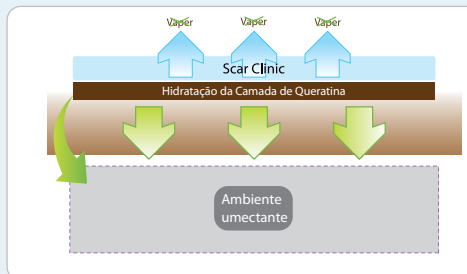 Vaper Vaper Vaper
Scar Clinic
Hidratação da Camada de Queratina
Ambiente
umectante